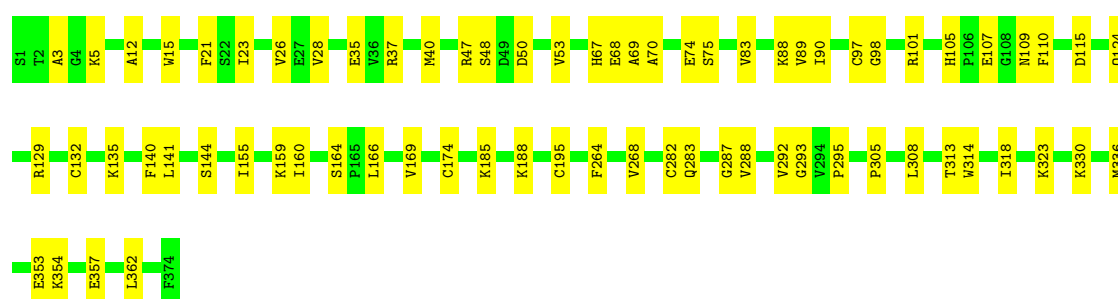 S1 T2 A3 G4 K5 A12 W15 F21 S22 I23 V26 E27 V28 E35 V36 R37 M40 R47 S48 D49 D50 V53 H67 E68 A69 A70 E74 S75 V83 K88 V89 I90 C97 G98 R101 H105 P106 E107 G108 N109 F110 D115
R129 C132 K135 F140 L141 S144 I155 K159 I160 S164 P165 L166 V169 C174 K185 K188 C195 F264 V268 C282 Q283 G287 V288 V292 G293 V294 P295 P305 L308 T313 W314 I318 K323 K330 M336
E353 K354 E357 L362 F374